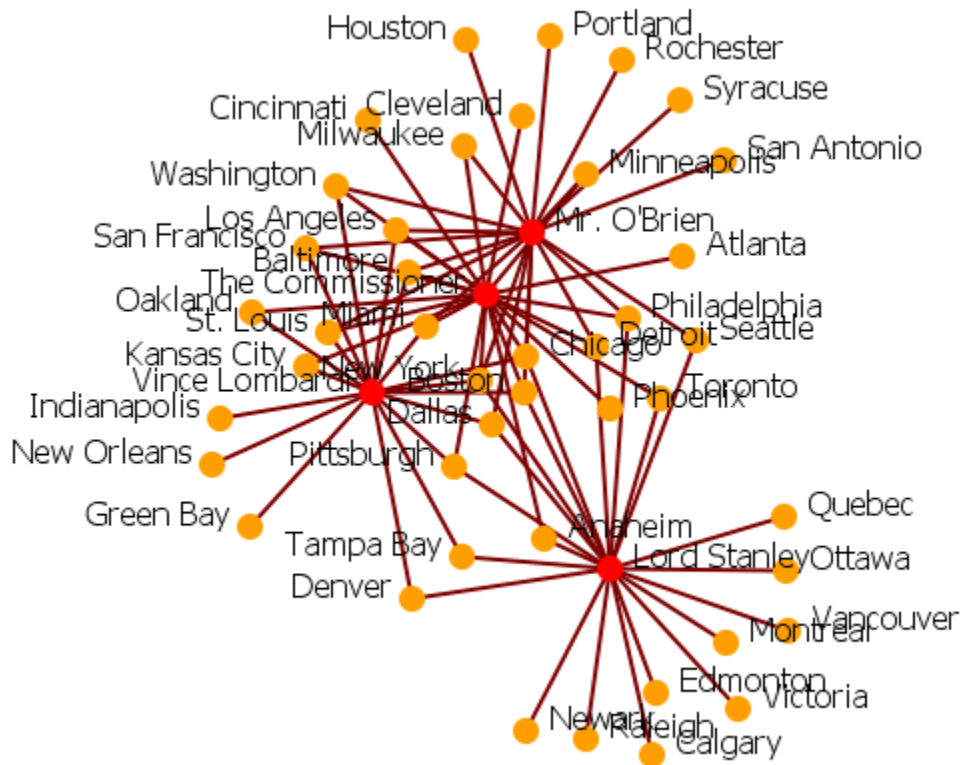 Houston
Portland
Rochester
Syracuse
Cincinnati
Cleveland
Milwaukee
San Antonio
Minneapolis
Washington
Los Angeles
Mr. O'Brien
San Francisco
Atlanta
Baltimore
The Commissioner
Oakland
Philadelphia
St. Louis
Miami
Detroit
Seattle
Chicago
Kansas City
New York
Vince Lombardi
Boston
Toronto
Phoenix
Indianapolis
Dallas
New Orleans
Pittsburgh
Quebec
Green Bay
Anaheim
Tampa Bay
Lord Stanley
Ottawa
Denver
Vancouver
Montreal
Edmonton
Victoria
Newark
Raleigh
Calgary